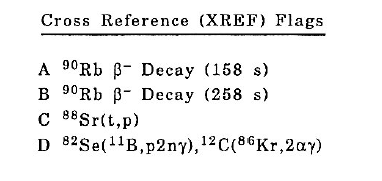 Cross Reference (XREF) Flags
A ⁹⁰Rb β⁻ Decay (158 s)
B ⁹⁰Rb β⁻ Decay (258 s)
C ⁸⁸Sr(t,p)
D ⁸²Se(¹¹B,p2nγ),¹²C(⁸⁶Kr,2αγ)